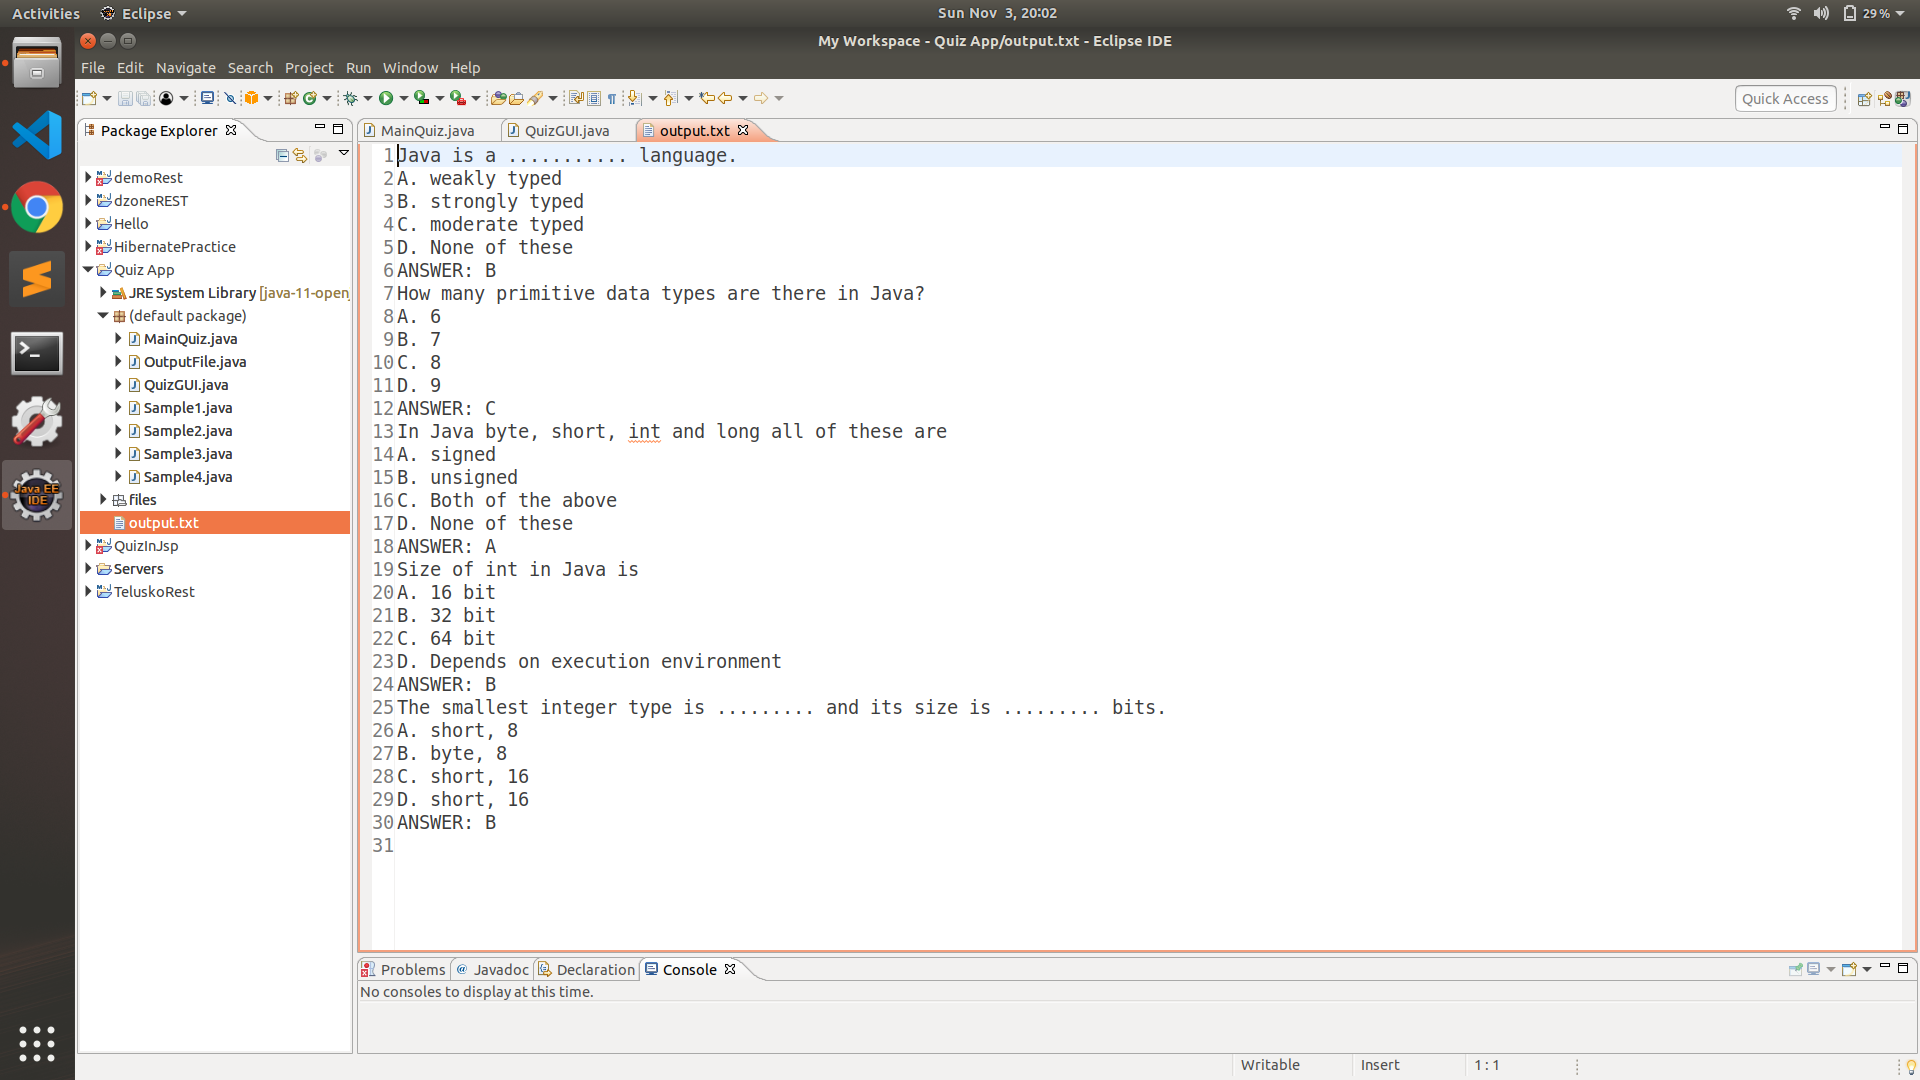 Activities Eclipse Sun Nov 3, 20:02 29%
My Workspace - Quiz App/output.txt - Eclipse IDE
File Edit Navigate Search Project Run Window Help
Quick Access
Package Explorer
demoRest
dzoneREST
Hello
HibernatePractice
Quiz App
JRE System Library [java-11-open
(default package)
MainQuiz.java
OutputFile.java
QuizGUI.java
Sample1.java
Sample2.java
Sample3.java
Sample4.java
files
output.txt
QuizInJsp
Servers
TeluskoRest
Java EE
IDE
MainQuiz.java QuizGUI.java output.txt
1 Java is a ........... language.
2 A. weakly typed
3 B. strongly typed
4 C. moderate typed
5 D. None of these
6 ANSWER: B
7 How many primitive data types are there in Java?
8 A. 6
9 B. 7
10 C. 8
11 D. 9
12 ANSWER: C
13 In Java byte, short, int and long all of these are
14 A. signed
15 B. unsigned
16 C. Both of the above
17 D. None of these
18 ANSWER: A
19 Size of int in Java is
20 A. 16 bit
21 B. 32 bit
22 C. 64 bit
23 D. Depends on execution environment
24 ANSWER: B
25 The smallest integer type is ......... and its size is ......... bits.
26 A. short, 8
27 B. byte, 8
28 C. short, 16
29 D. short, 16
30 ANSWER: B
31
Problems @ Javadoc Declaration Console
No consoles to display at this time.
Writable Insert 1 : 1